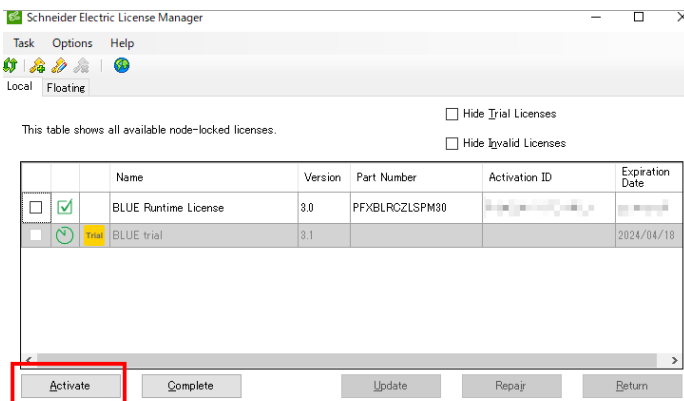 Schneider Electric License Manager
Task Options Help
Local Floating
Hide Trial Licenses
This table shows all available node-locked licenses.
Hide Invalid Licenses
Name Version Part Number Activation ID Expiration Date
BLUE Runtime License 3.0 PFXBLRCZLSPM30
Trial BLUE trial 3.1 2024/04/18
Activate Complete Update Repair Return